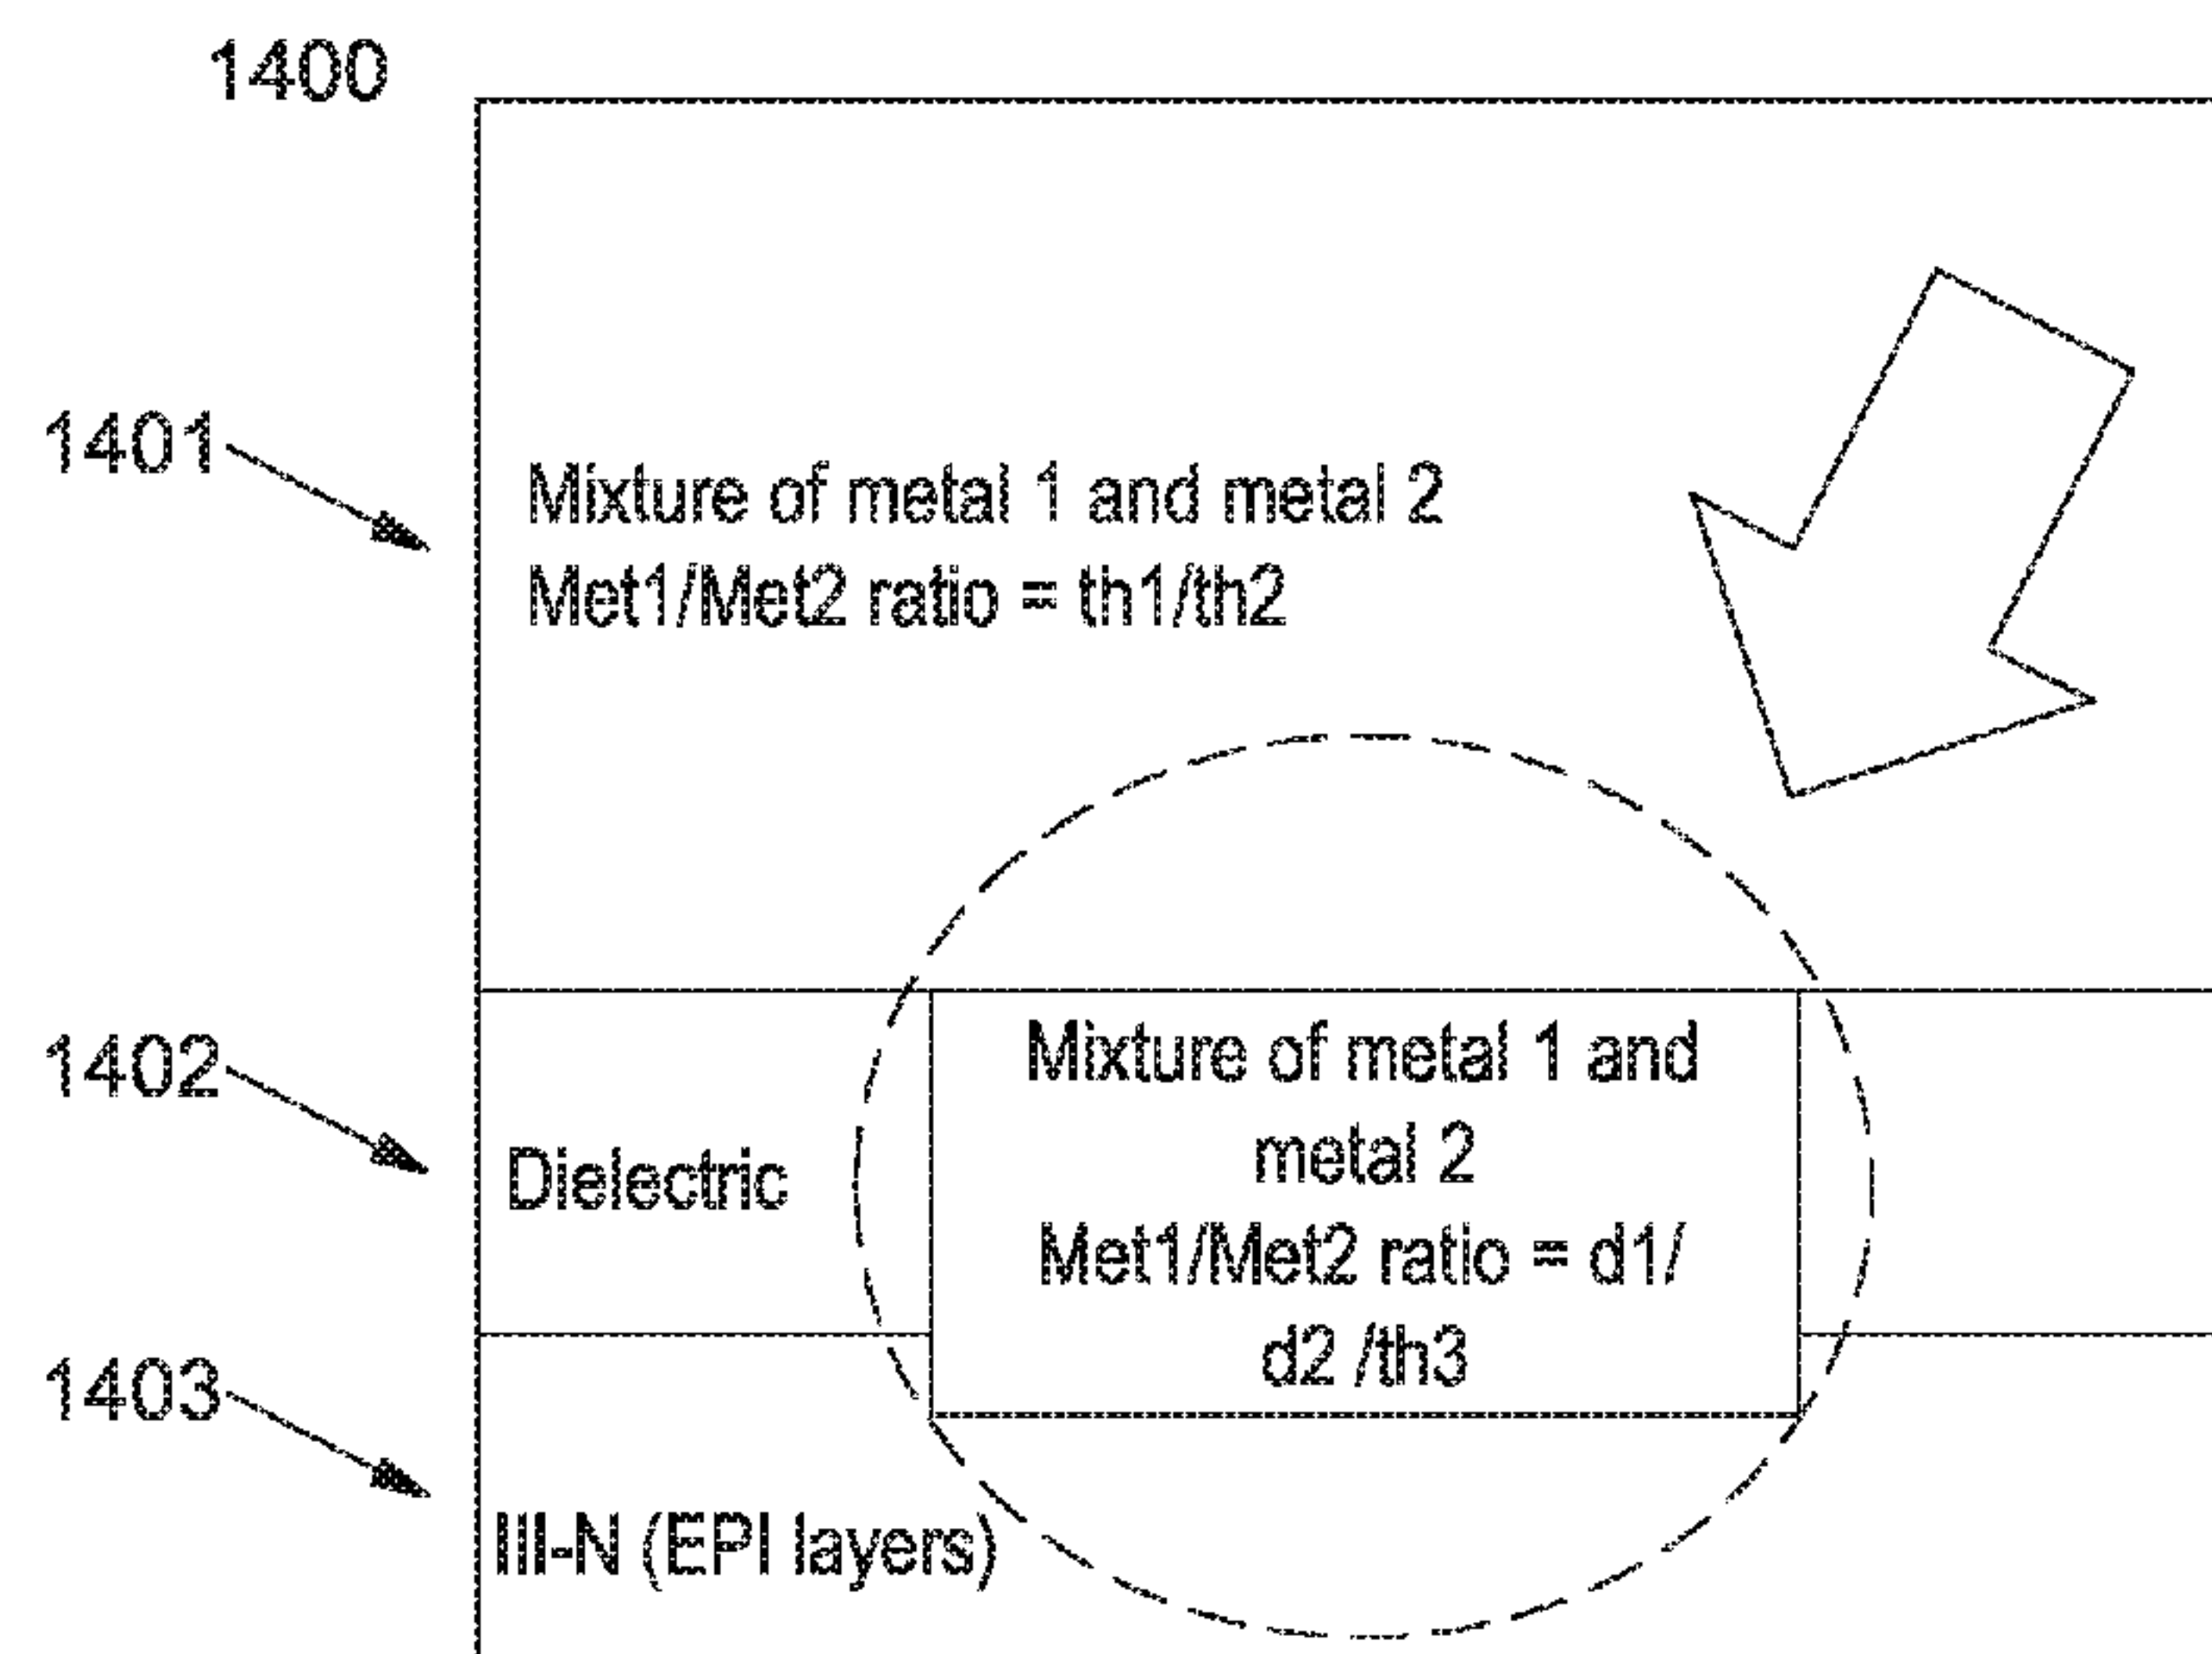 1400
1401
Mixture of metal 1 and metal 2
Met1/Met2 ratio = th1/th2
1402
Mixture of metal 1 and
metal 2
Met1/Met2 ratio = d1/
d2 /th3
Dielectric
1403
III-N (EPI layers)